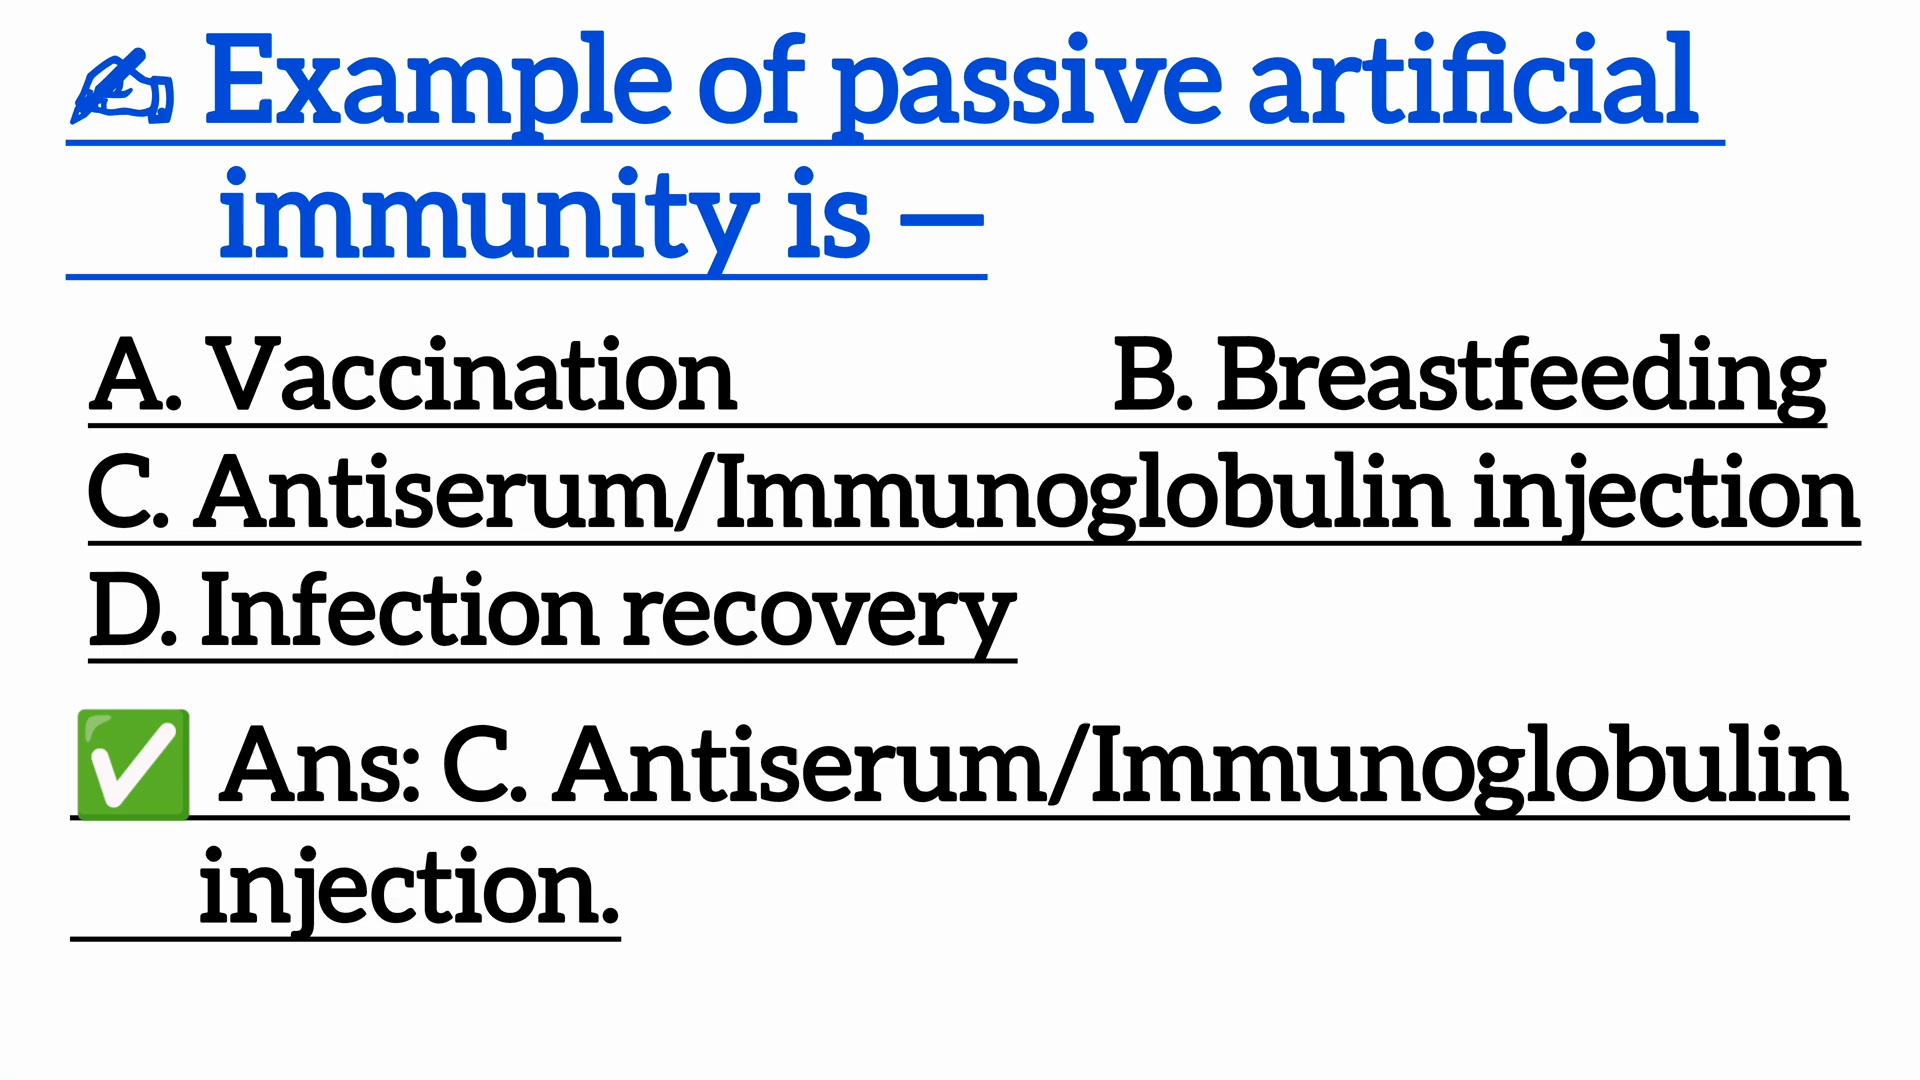 ✍ Example of passive artificial
immunity is —
A. Vaccination B. Breastfeeding
C. Antiserum/Immunoglobulin injection
D. Infection recovery
✅ Ans: C. Antiserum/Immunoglobulin
injection.